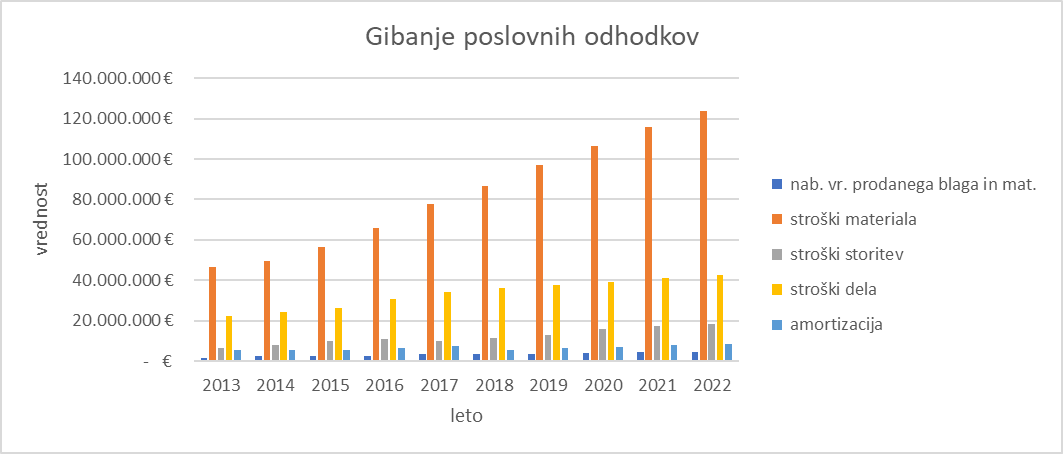 Gibanje poslovnih odhodkov
140.000.000 €
120.000.000 €
100.000.000 €
80.000.000 €
60.000.000 €
40.000.000 €
20.000.000 €
- €
vrednost
2013 2014 2015 2016 2017 2018 2019 2020 2021 2022
leto
nab. vr. prodanega blaga in mat.
stroški materiala
stroški storitev
stroški dela
amortizacija